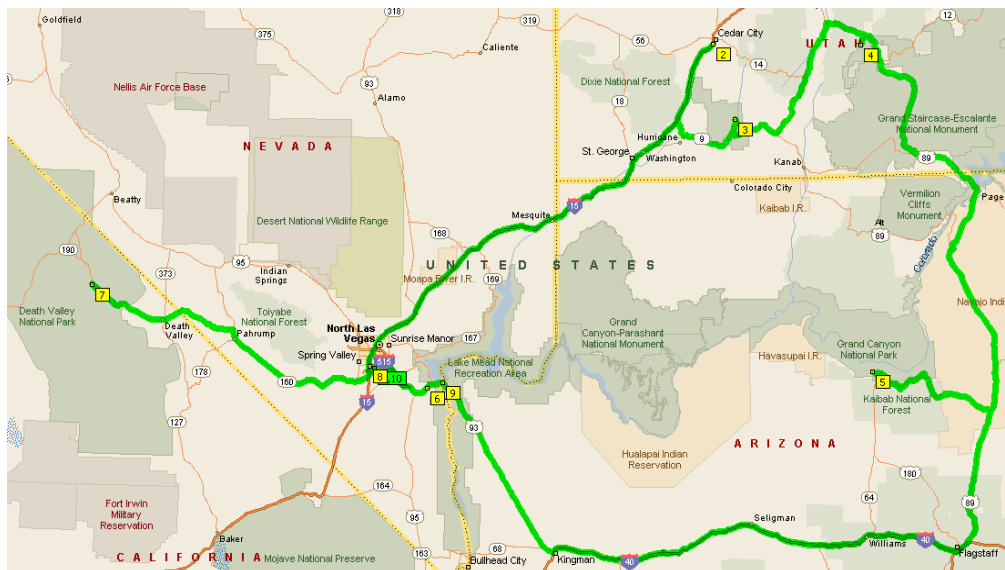 Goldfield
375
318
319
Caliente
93
Alamo
Nellis Air Force Base
NEVADA
Desert National Wildlife Range
Beatty
190
95
Indian
Springs
373
7
Death Valley
National Park
Death
Valley
Toiyabe
National Forest
Pahrump
North Las
Vegas
Sunrise Manor
Spring Valley
515
8
10
160
15
178
127
Fort Irwin
Military
Reservation
Baker
CALIFORNIA
Mojave National Preserve
164
95
163
68
Bullhead City
168
Moapa River I.R.
169
167
UNITED STATES
Lake Mead National
Recreation Area
6
9
93
Kingman
40
Mesquite
15
56
Cedar City
2
14
Dixie National Forest
18
Hurricane
9
St. George
Washington
3
12
UTAH
4
Grand Staircase-Escalante
National Monument
Kanab
89
Colorado City
Kaibab I.R.
Vermilion
Cliffs
Monument
Page
Alt
89
Colorado
Navajo Indi
Grand
Canyon-Parashant
National Monument
Grand Canyon
National Park
Havasupai I.R.
5
Kaibab National
Forest
ARIZONA
Hualapai Indian
Reservation
180
64
89
Seligman
Williams
40
Flagstaff